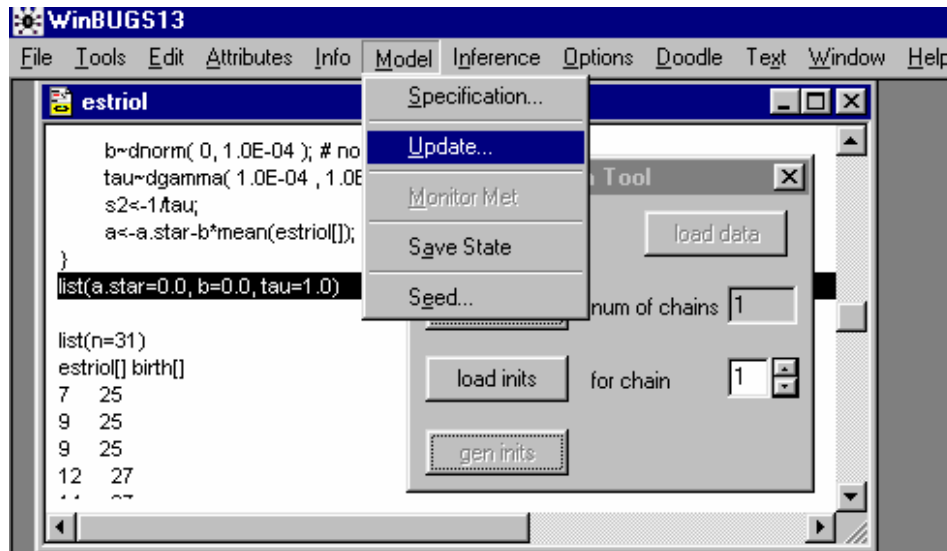 WinBUGS13
File Tools Edit Attributes Info Model Inference Options Doodle Text Window Help
estriol
b~dnorm( 0, 1.0E-04 ); # no
tau~dgamma( 1.0E-04 , 1.0E
s2<-1/tau;
a<-a.star-b*mean(estriol[]);
}
list(a.star=0.0, b=0.0, tau=1.0)
list(n=31)
estriol[] birth[]
7 25
9 25
9 25
12 27
Specification...
Update...
Monitor Met
Save State
Seed...
Tool
load data
num of chains 1
load inits for chain 1
gen inits